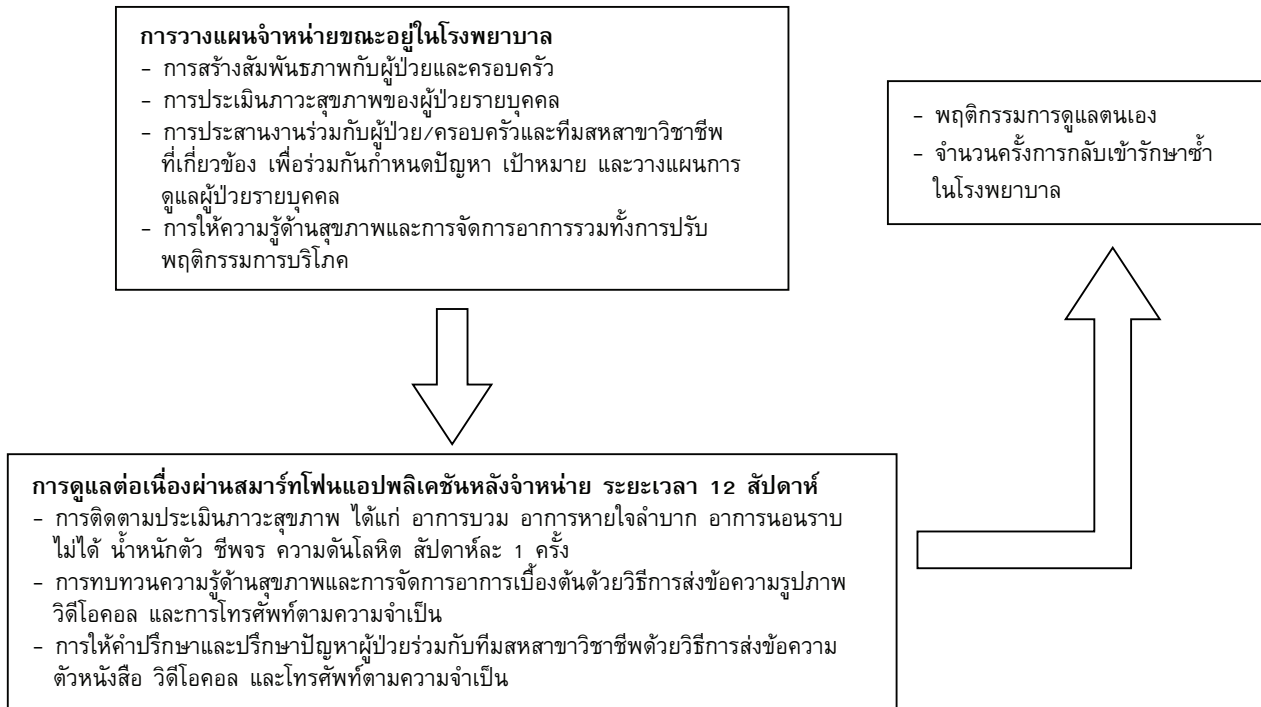 การวางแผนจำหน่ายขณะอยู่ในโรงพยาบาล
- การสร้างสัมพันธภาพกับผู้ป่วยและครอบครัว
- การประเมินภาวะสุขภาพของผู้ป่วยรายบุคคล
- การประสานงานร่วมกับผู้ป่วย/ครอบครัวและทีมสหสาขาวิชาชีพ
ที่เกี่ยวข้อง เพื่อร่วมกันกำหนดปัญหา เป้าหมาย และวางแผนการ
ดูแลผู้ป่วยรายบุคคล
- การให้ความรู้ด้านสุขภาพและการจัดการอาการรวมทั้งการปรับ
พฤติกรรมการบริโภค
- พฤติกรรมการดูแลตนเอง
- จำนวนครั้งการกลับเข้ารักษาซ้ำ
ในโรงพยาบาล
การดูแลต่อเนื่องผ่านสมาร์ทโฟนแอปพลิเคชันหลังจำหน่าย ระยะเวลา 12 สัปดาห์
- การติดตามประเมินภาวะสุขภาพ ได้แก่ อาการบวม อาการหายใจลำบาก อาการนอนราบ
ไม่ได้ น้ำหนักตัว ชีพจร ความดันโลหิต สัปดาห์ละ 1 ครั้ง
- การทบทวนความรู้ด้านสุขภาพและการจัดการอาการเบื้องต้นด้วยวิธีการส่งข้อความรูปภาพ
วิดีโอคอล และการโทรศัพท์ตามความจำเป็น
- การให้คำปรึกษาและปรึกษาปัญหาผู้ป่วยร่วมกับทีมสหสาขาวิชาชีพด้วยวิธีการส่งข้อความ
ตัวหนังสือ วิดีโอคอล และโทรศัพท์ตามความจำเป็น